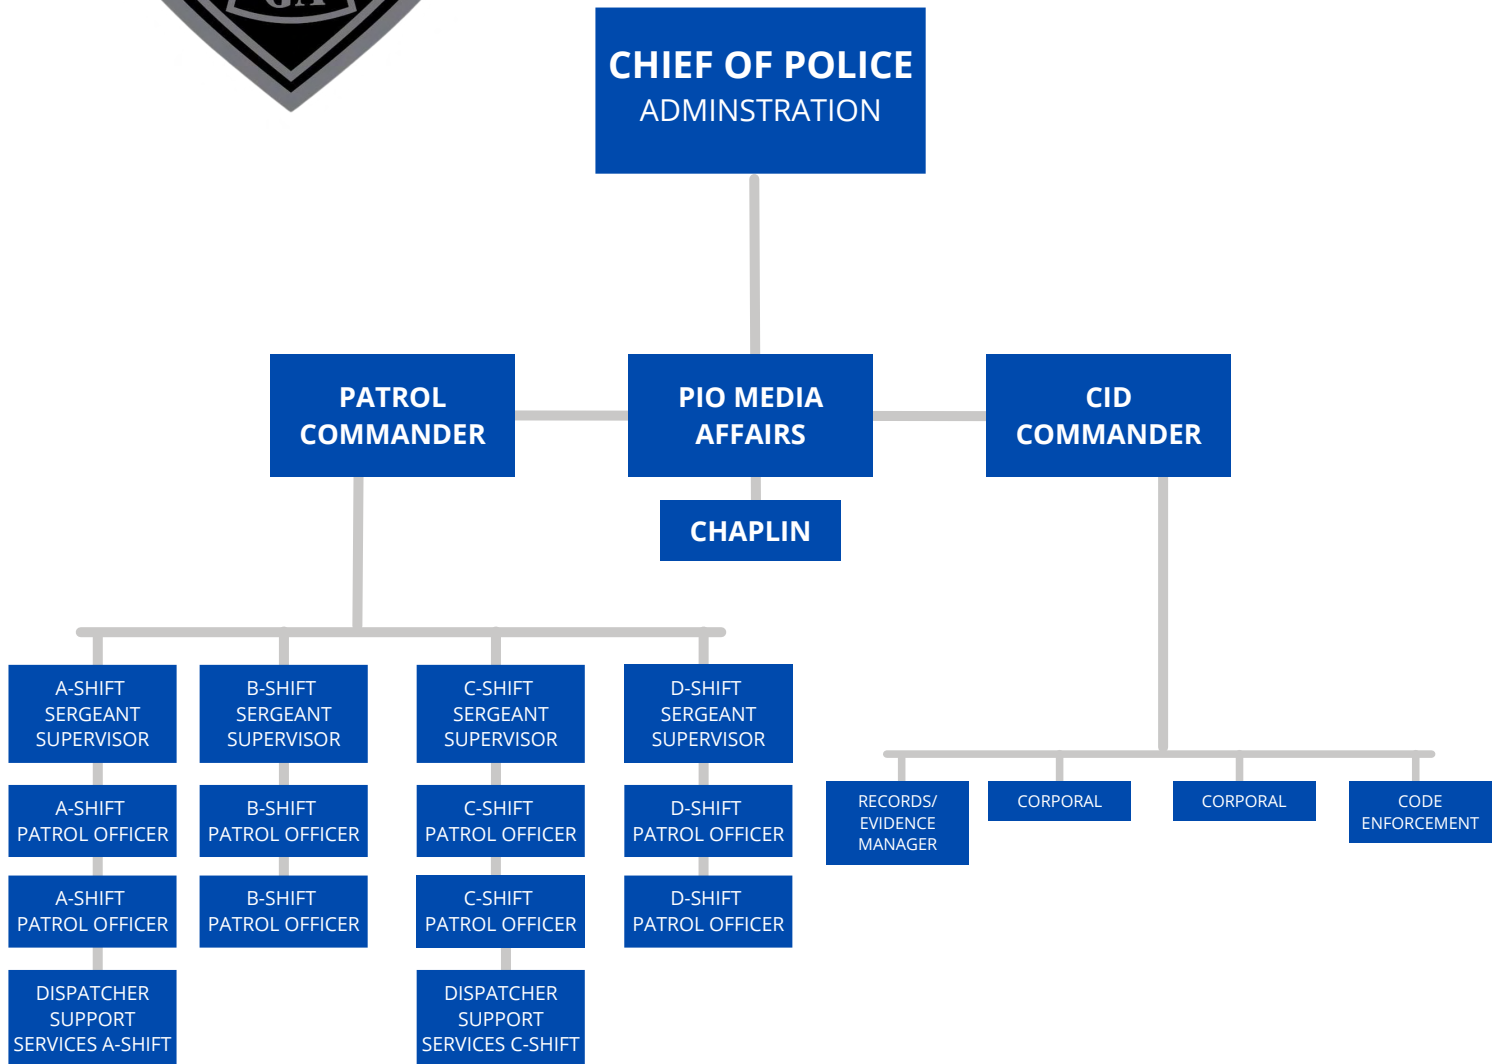 GA
CHIEF OF POLICE
ADMINSTRATION
PATROL
COMMANDER
PIO MEDIA
AFFAIRS
CID
COMMANDER
CHAPLIN
A-SHIFT
SERGEANT
SUPERVISOR
B-SHIFT
SERGEANT
SUPERVISOR
C-SHIFT
SERGEANT
SUPERVISOR
D-SHIFT
SERGEANT
SUPERVISOR
A-SHIFT
PATROL OFFICER
B-SHIFT
PATROL OFFICER
C-SHIFT
PATROL OFFICER
D-SHIFT
PATROL OFFICER
RECORDS/
EVIDENCE
MANAGER
CORPORAL
CORPORAL
CODE
ENFORCEMENT
A-SHIFT
PATROL OFFICER
B-SHIFT
PATROL OFFICER
C-SHIFT
PATROL OFFICER
D-SHIFT
PATROL OFFICER
DISPATCHER
SUPPORT
SERVICES A-SHIFT
DISPATCHER
SUPPORT
SERVICES C-SHIFT